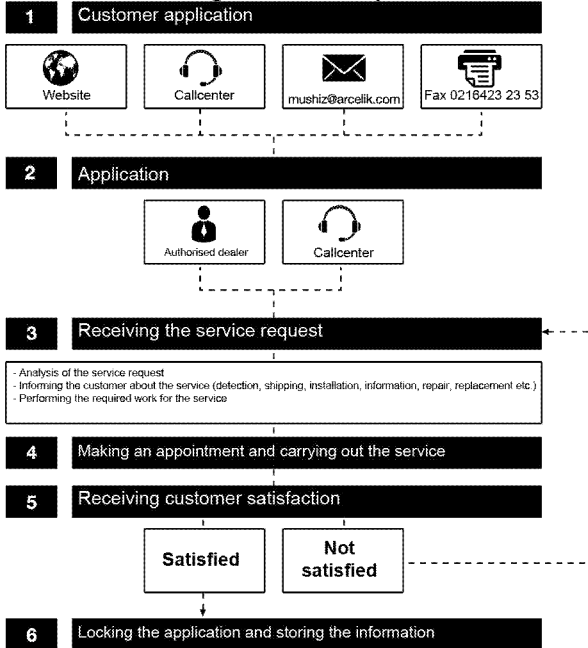 1 Customer application
Website
Callcenter
mushiz@arcelik.com
Fax 0216423 23 53
2 Application
Authorised dealer
Callcenter
3 Receiving the service request
- Analysis of the service request
- Informing the customer about the service (detection, shipping, installation, information, repair, replacement etc.)
- Performing the required work for the service
4 Making an appointment and carrying out the service
5 Receiving customer satisfaction
Satisfied
Not
satisfied
6 Locking the application and storing the information